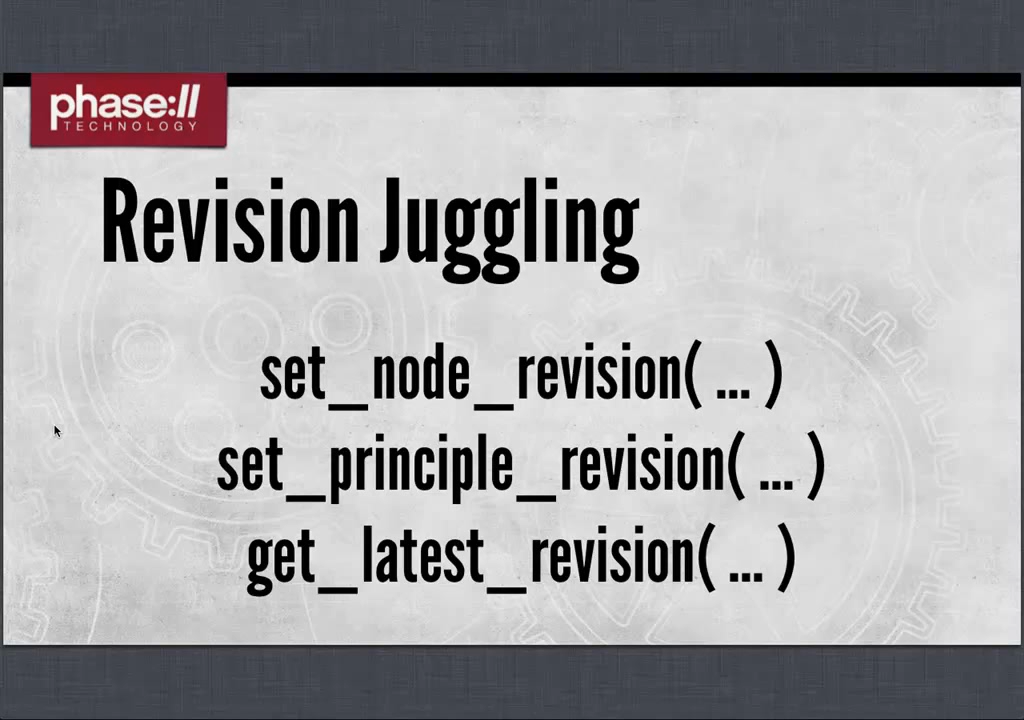 phase://
TECHNOLOGY
Revision Juggling
set_node_revision( ... )
set_principle_revision( ... )
get_latest_revision( ... )